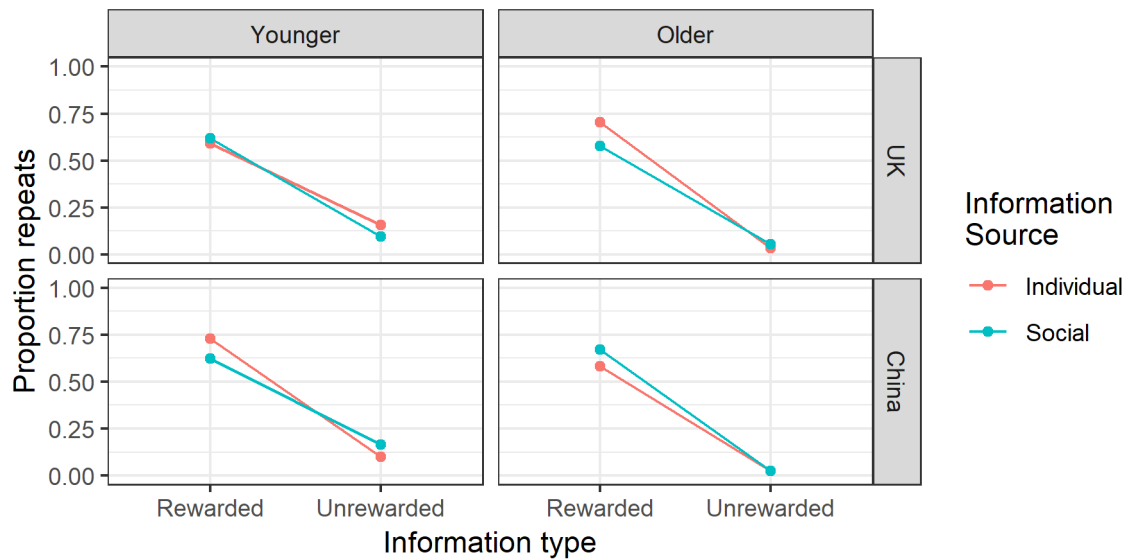 Younger
Older
1.00
0.75
0.50
0.25
0.00
UK
1.00
0.75
0.50
0.25
0.00
China
Proportion repeats
Rewarded
Unrewarded
Rewarded
Unrewarded
Information type
Information
Source
Individual
Social